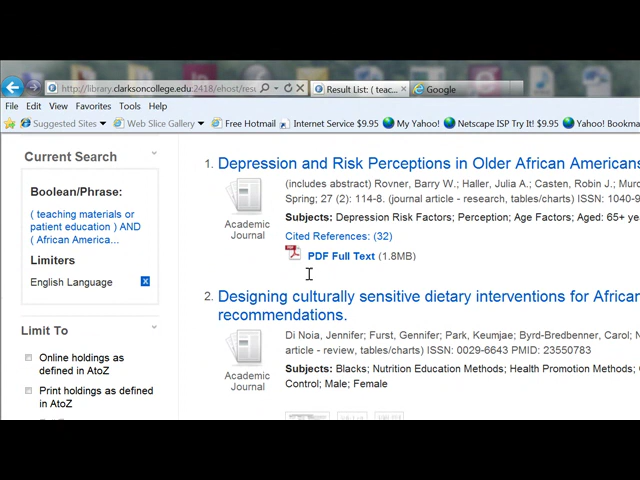 http://library.clarksoncollege.edu:2418/ehost/resu
Result List: ( teac...
Google
File Edit View Favorites Tools Help
Suggested Sites
Web Slice Gallery
Free Hotmail
Internet Service $9.95
My Yahoo!
Netscape ISP Try It! $9.95
Yahoo! Bookma
Current Search
Boolean/Phrase:
( teaching materials or
patient education ) AND
( African America...
Limiters
English Language
Limit To
Online holdings as
defined in AtoZ
Print holdings as defined
in AtoZ
1. Depression and Risk Perceptions in Older African Americans
Academic
Journal
(includes abstract) Rovner, Barry W.; Haller, Julia A.; Casten, Robin J.; Murc
Spring; 27 (2): 114-8. (journal article - research, tables/charts) ISSN: 1040-9
Subjects: Depression Risk Factors; Perception; Age Factors; Aged: 65+ ye
Cited References: (32)
PDF Full Text (1.8MB)
2. Designing culturally sensitive dietary interventions for African
recommendations.
Academic
Journal
Di Noia, Jennifer; Furst, Gennifer; Park, Keumjae; Byrd-Bredbenner, Carol; N
article - review, tables/charts) ISSN: 0029-6643 PMID: 23550783
Subjects: Blacks; Nutrition Education Methods; Health Promotion Methods;
Control; Male; Female